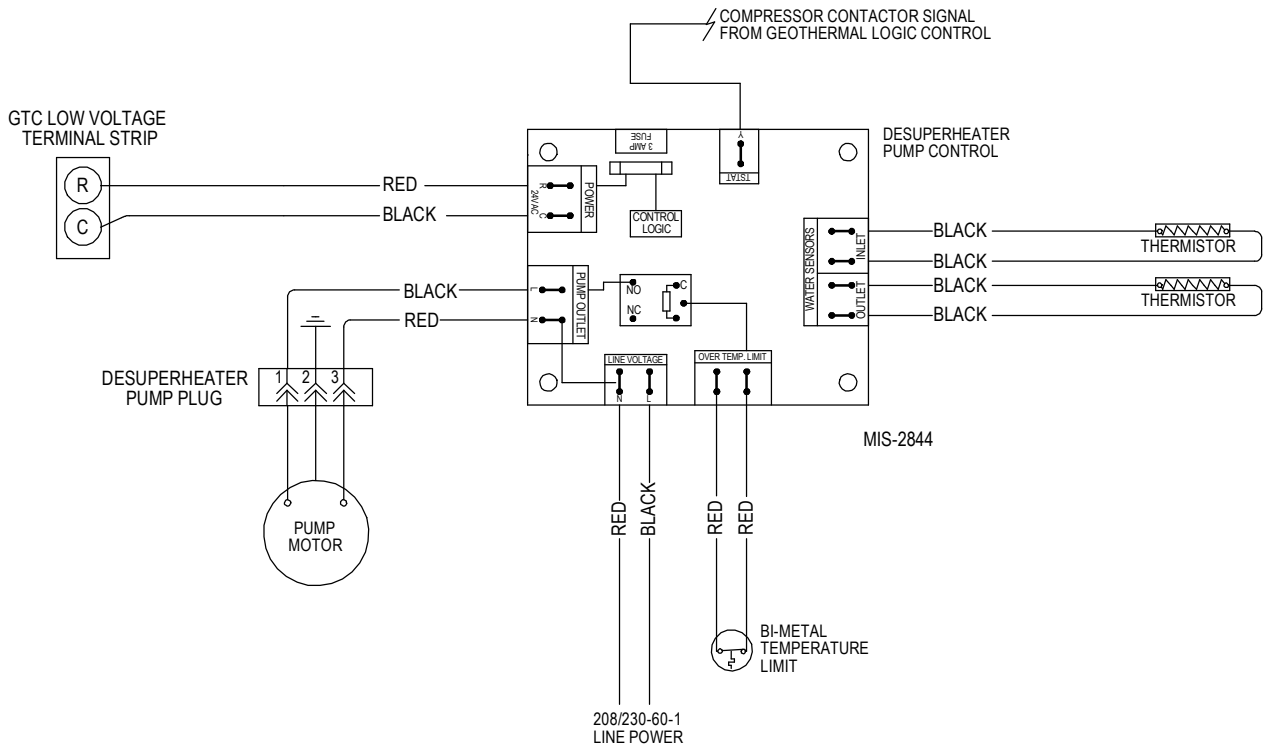 COMPRESSOR CONTACTOR SIGNAL
FROM GEOTHERMAL LOGIC CONTROL
GTC LOW VOLTAGE
TERMINAL STRIP
R
C
RED
BLACK
3 AMP
FUSE
Y
TSTAT
DESUPERHEATER
PUMP CONTROL
R
C
24VAC
POWER
CONTROL
LOGIC
WATER SENSORS
INLET
OUTLET
BLACK
THERMISTOR
BLACK
BLACK
THERMISTOR
BLACK
BLACK
RED
L
N
PUMP OUTLET
NO
NC
C
LINE VOLTAGE
N
L
OVER TEMP. LIMIT
DESUPERHEATER
PUMP PLUG
1
2
3
MIS-2844
PUMP
MOTOR
RED
BLACK
RED
RED
BI-METAL
TEMPERATURE
LIMIT
208/230-60-1
LINE POWER